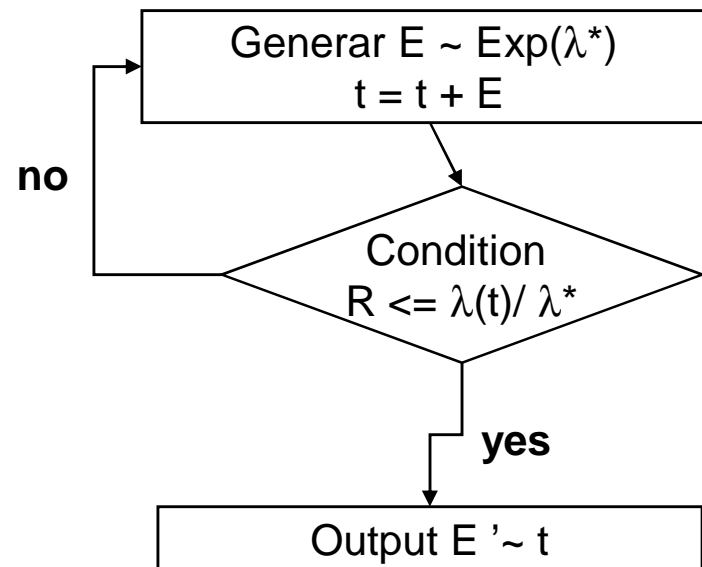 Generar E ~ Exp(λ*)
t = t + E
no
Condition
R <= λ(t)/ λ*
yes
Output E '~ t